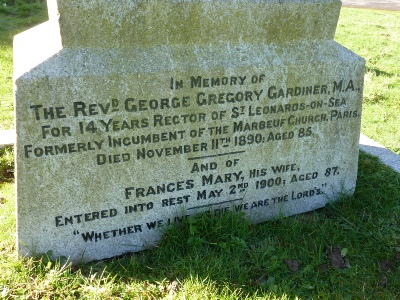 IN MEMORY OF
THE REVD GEORGE GREGORY GARDINER, M.A.,
FOR 14 YEARS RECTOR OF ST LEONARDS-ON-SEA
FORMERLY INCUMBENT OF THE MARBEUF CHURCH, PARIS.
DIED NOVEMBER 11TH 1890; AGED 85.
AND OF
FRANCES MARY, HIS WIFE,
ENTERED INTO REST MAY 2ND 1900; AGED 87.
"WHETHER WE LIVE DIE WE ARE THE LORD'S."